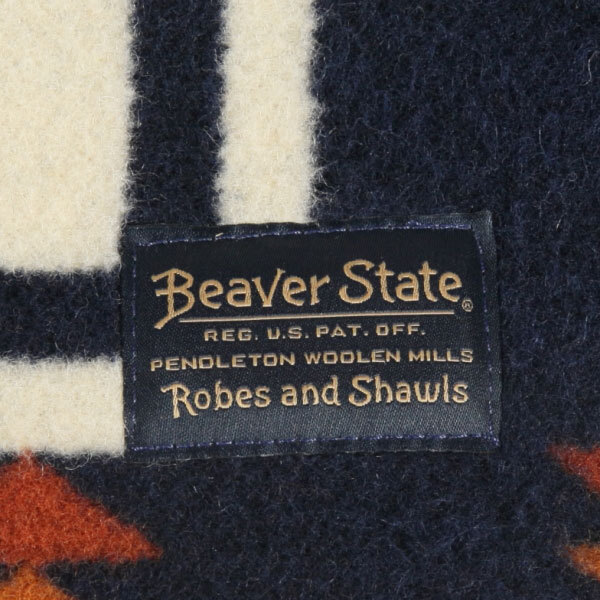 Beaver State®
REG. U.S. PAT. OFF.
PENDLETON WOOLEN MILLS
Robes and Shawls